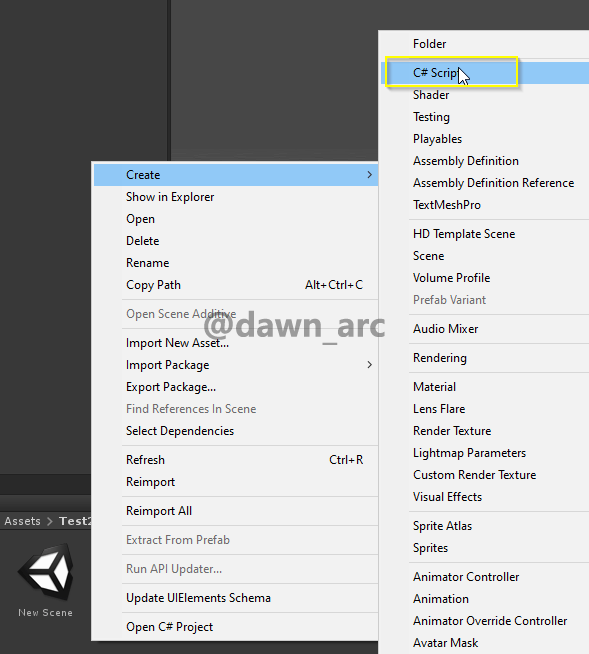 Folder
C# Script
Shader
Testing
Playables
Assembly Definition
Assembly Definition Reference
TextMeshPro
HD Template Scene
Scene
Volume Profile
Prefab Variant
Audio Mixer
Rendering
Material
Lens Flare
Render Texture
Lightmap Parameters
Custom Render Texture
Visual Effects
Sprite Atlas
Sprites
Animator Controller
Animation
Animator Override Controller
Avatar Mask
Create >
Show in Explorer
Open
Delete
Rename
Copy Path Alt+Ctrl+C
Open Scene Additive
@dawn_arc
Import New Asset...
Import Package >
Export Package...
Find References In Scene
Select Dependencies
Refresh Ctrl+R
Reimport
Reimport All
Extract From Prefab
Run API Updater...
Update UIElements Schema
Open C# Project
Assets > Test2
New Scene